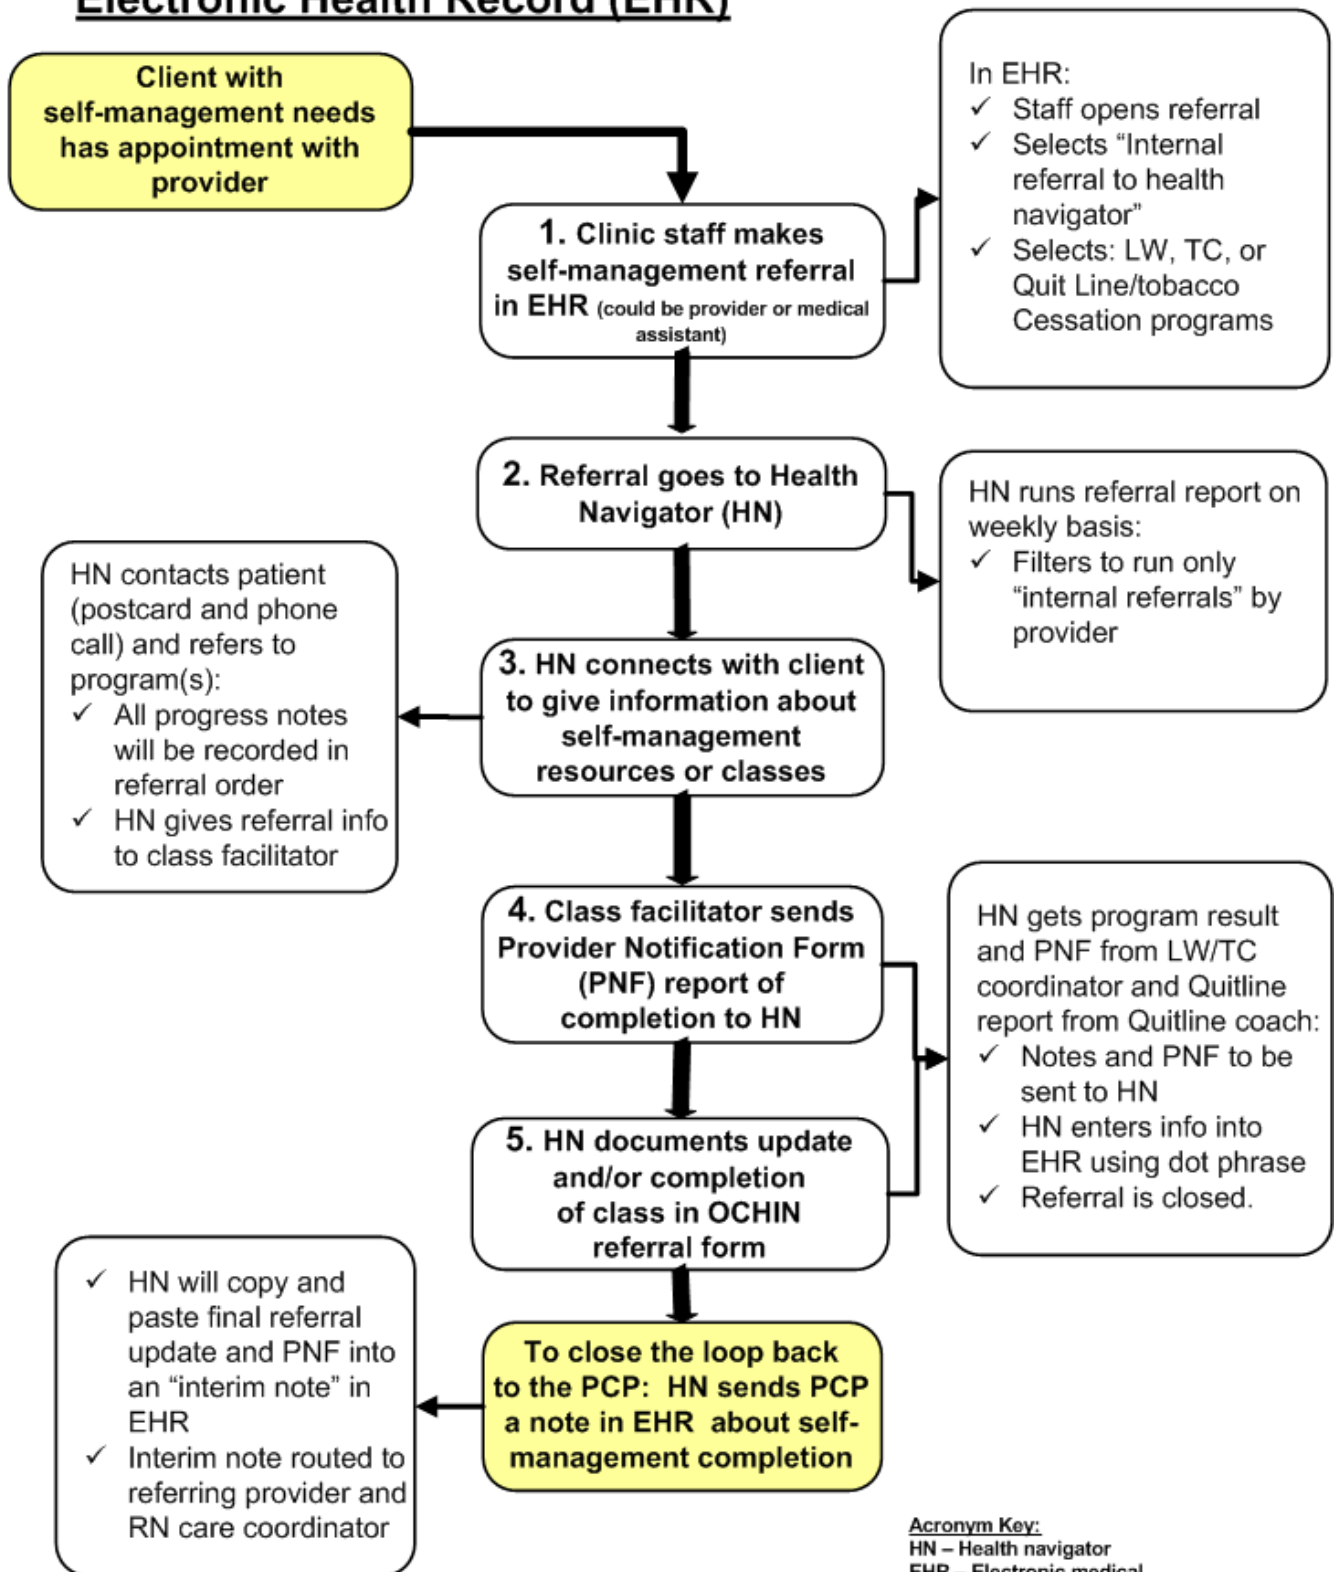 Electronic Health Record (EHR)
Client with
self-management needs
has appointment with
provider
In EHR:
✓ Staff opens referral
✓ Selects “Internal
referral to health
navigator”
✓ Selects: LW, TC, or
Quit Line/tobacco
Cessation programs
1. Clinic staff makes
self-management referral
in EHR (could be provider or medical
assistant)
2. Referral goes to Health
Navigator (HN)
HN runs referral report on
weekly basis:
✓ Filters to run only
“internal referrals” by
provider
HN contacts patient
(postcard and phone
call) and refers to
program(s):
✓ All progress notes
will be recorded in
referral order
✓ HN gives referral info
to class facilitator
3. HN connects with client
to give information about
self-management
resources or classes
4. Class facilitator sends
Provider Notification Form
(PNF) report of
completion to HN
HN gets program result
and PNF from LW/TC
coordinator and Quitline
report from Quitline coach:
✓ Notes and PNF to be
sent to HN
✓ HN enters info into
EHR using dot phrase
✓ Referral is closed.
5. HN documents update
and/or completion
of class in OCHIN
referral form
✓ HN will copy and
paste final referral
update and PNF into
an “interim note” in
EHR
✓ Interim note routed to
referring provider and
RN care coordinator
To close the loop back
to the PCP: HN sends PCP
a note in EHR about self-
management completion
Acronym Key:
HN – Health navigator
EHR – Electronic medical